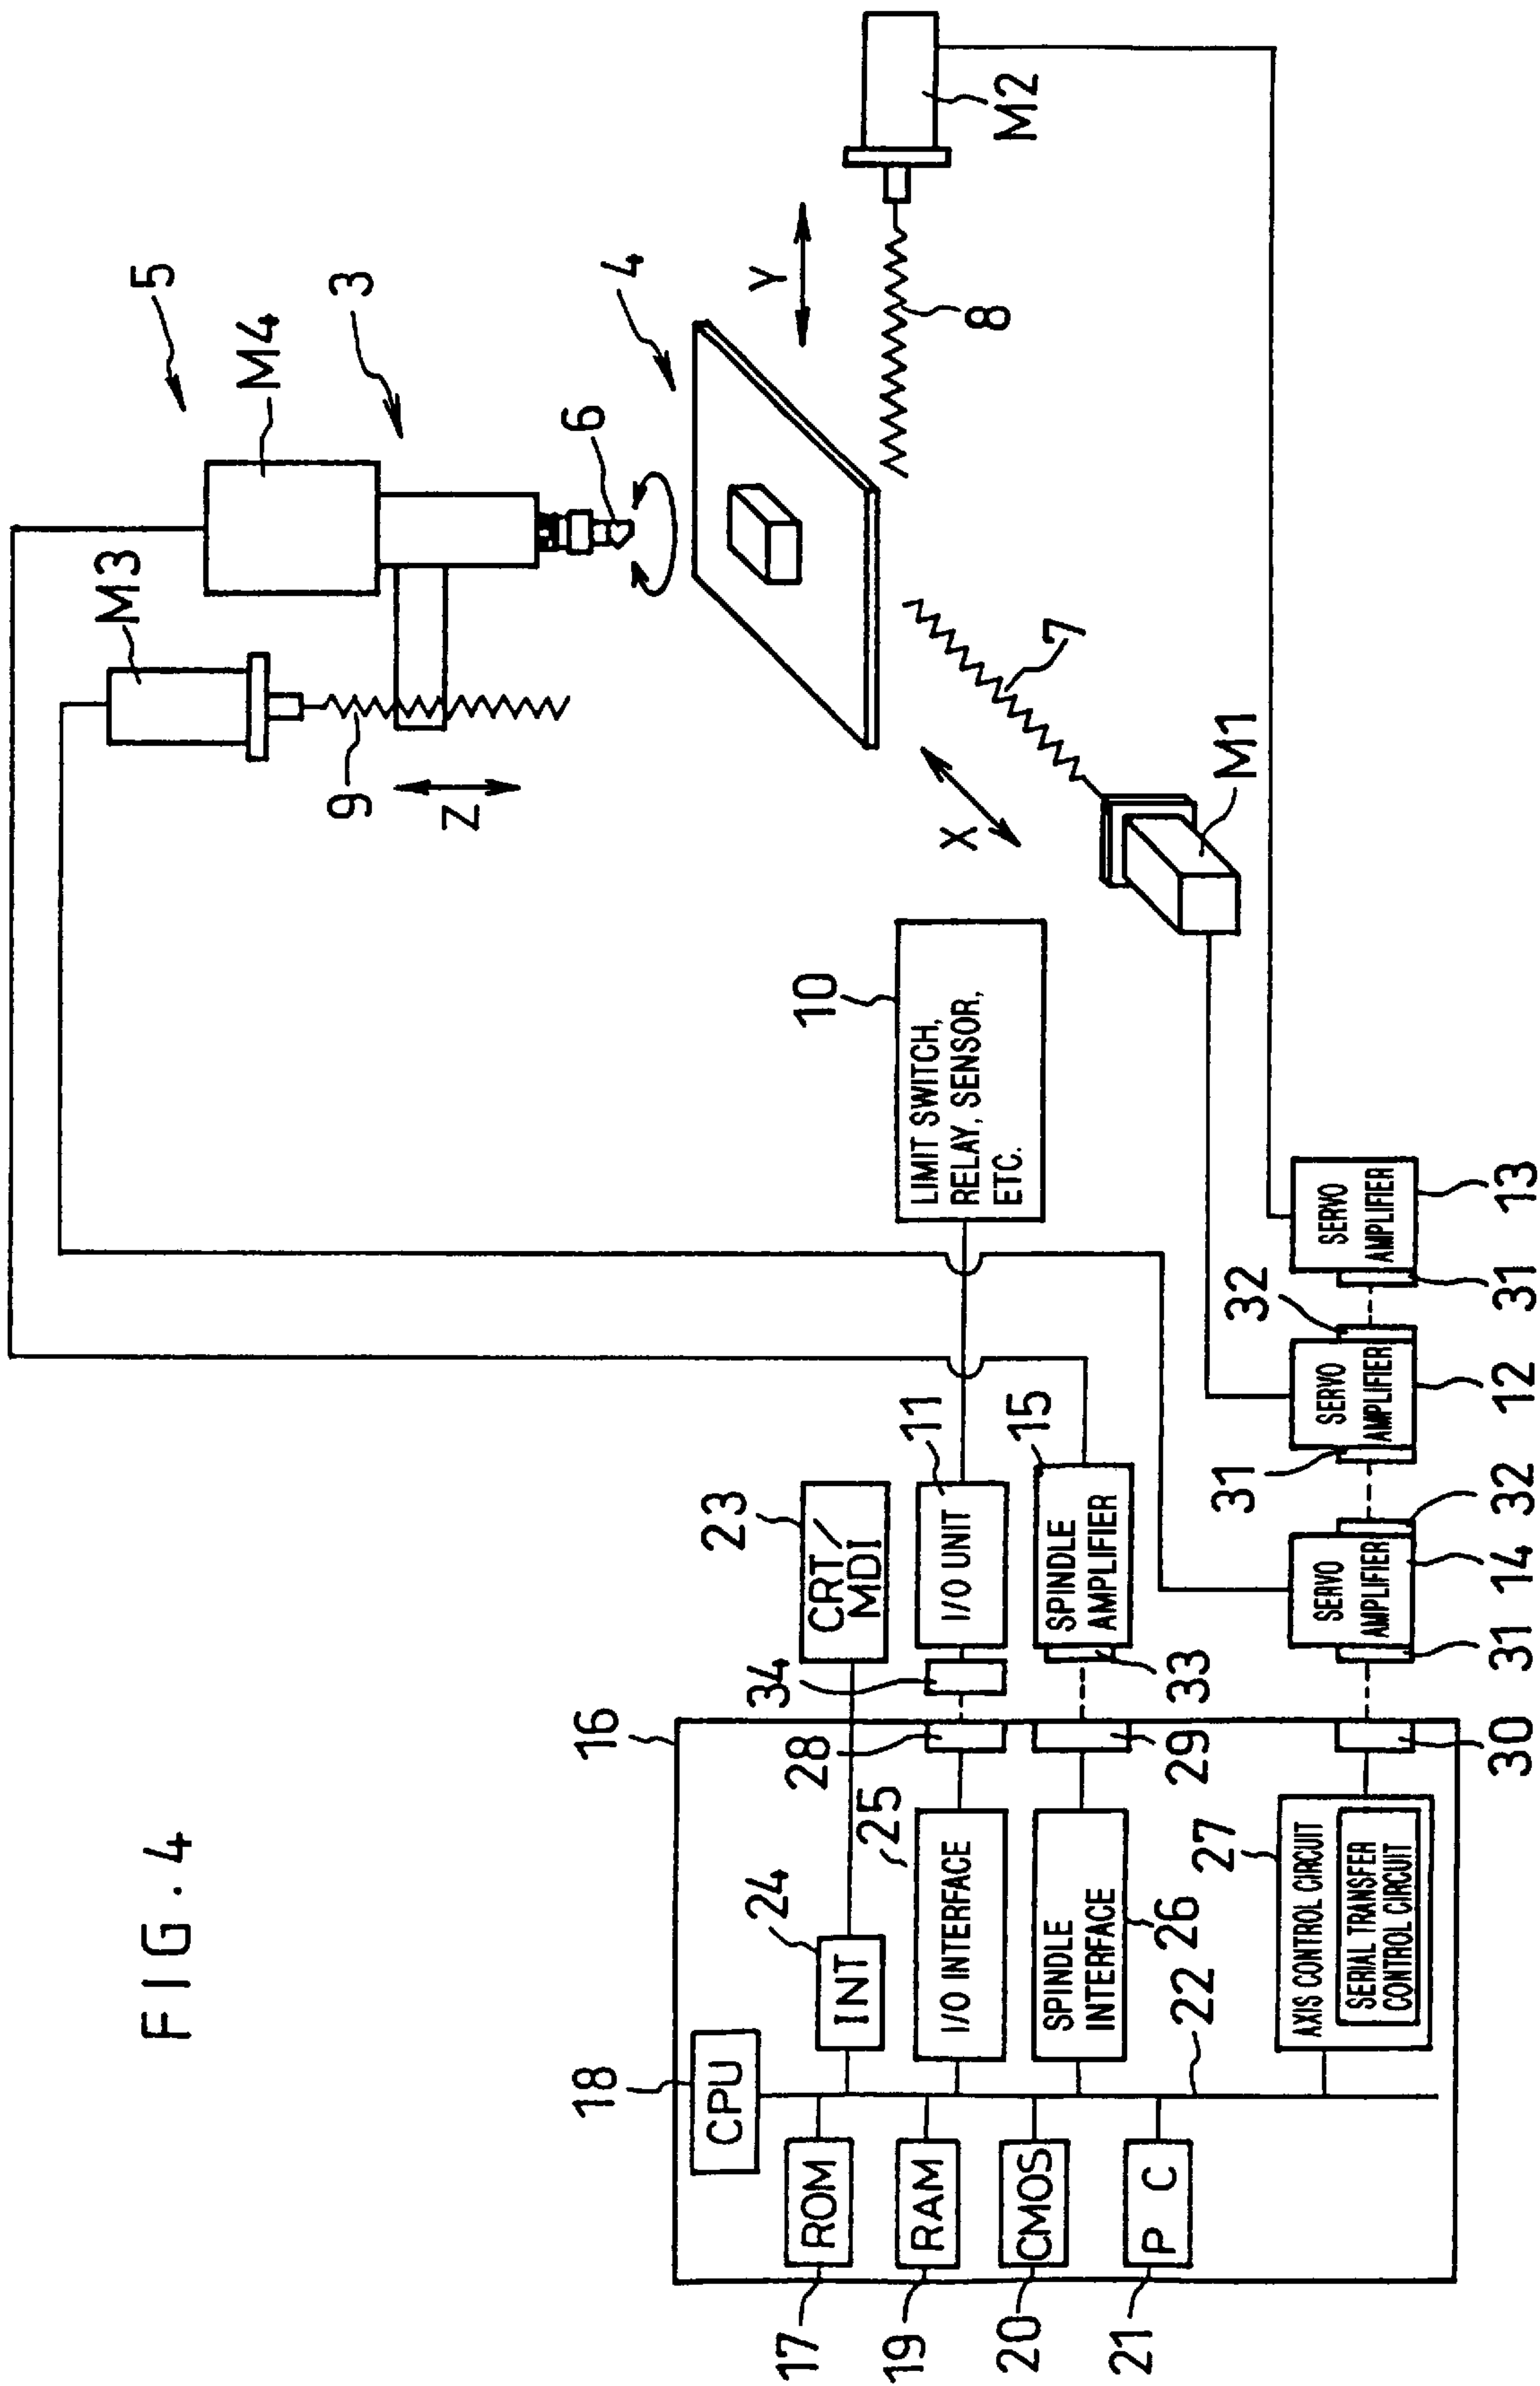 FIG. 4
5
M4
M3
3
9
Z
6
4
Y
M2
8
7
X
M1
10
LIMIT SWITCH,
RELAY, SENSOR,
ETC.
16
18
CPU
17
ROM
19
RAM
20
CMOS
21
P C
22
24
INT
23
CRT/
MDI
25
I/O INTERFACE
28
34
11
I/O UNIT
26
SPINDLE
INTERFACE
29
33
15
SPINDLE
AMPLIFIER
27
AXIS CONTROL CIRCUIT
SERIAL TRANSFER
CONTROL CIRCUIT
30
31
SERVO
AMPLIFIER
14
32
31
SERVO
AMPLIFIER
12
32
31
SERVO
AMPLIFIER
13